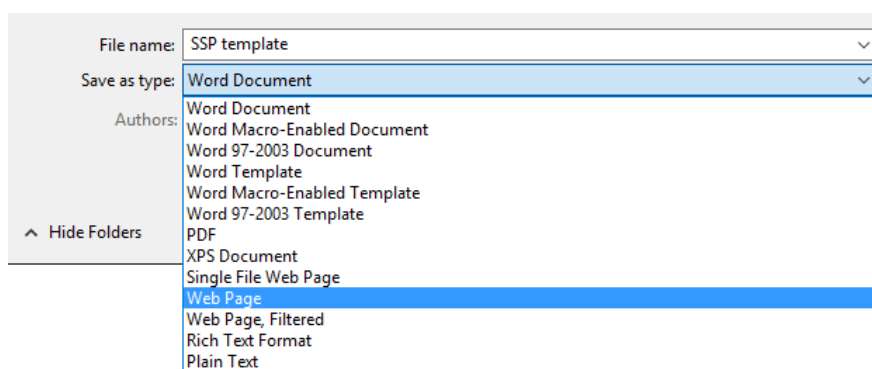 File name: SSP template
Save as type: Word Document
Authors:
Word Document
Word Macro-Enabled Document
Word 97-2003 Document
Word Template
Word Macro-Enabled Template
Word 97-2003 Template
Hide Folders
PDF
XPS Document
Single File Web Page
Web Page
Web Page, Filtered
Rich Text Format
Plain Text